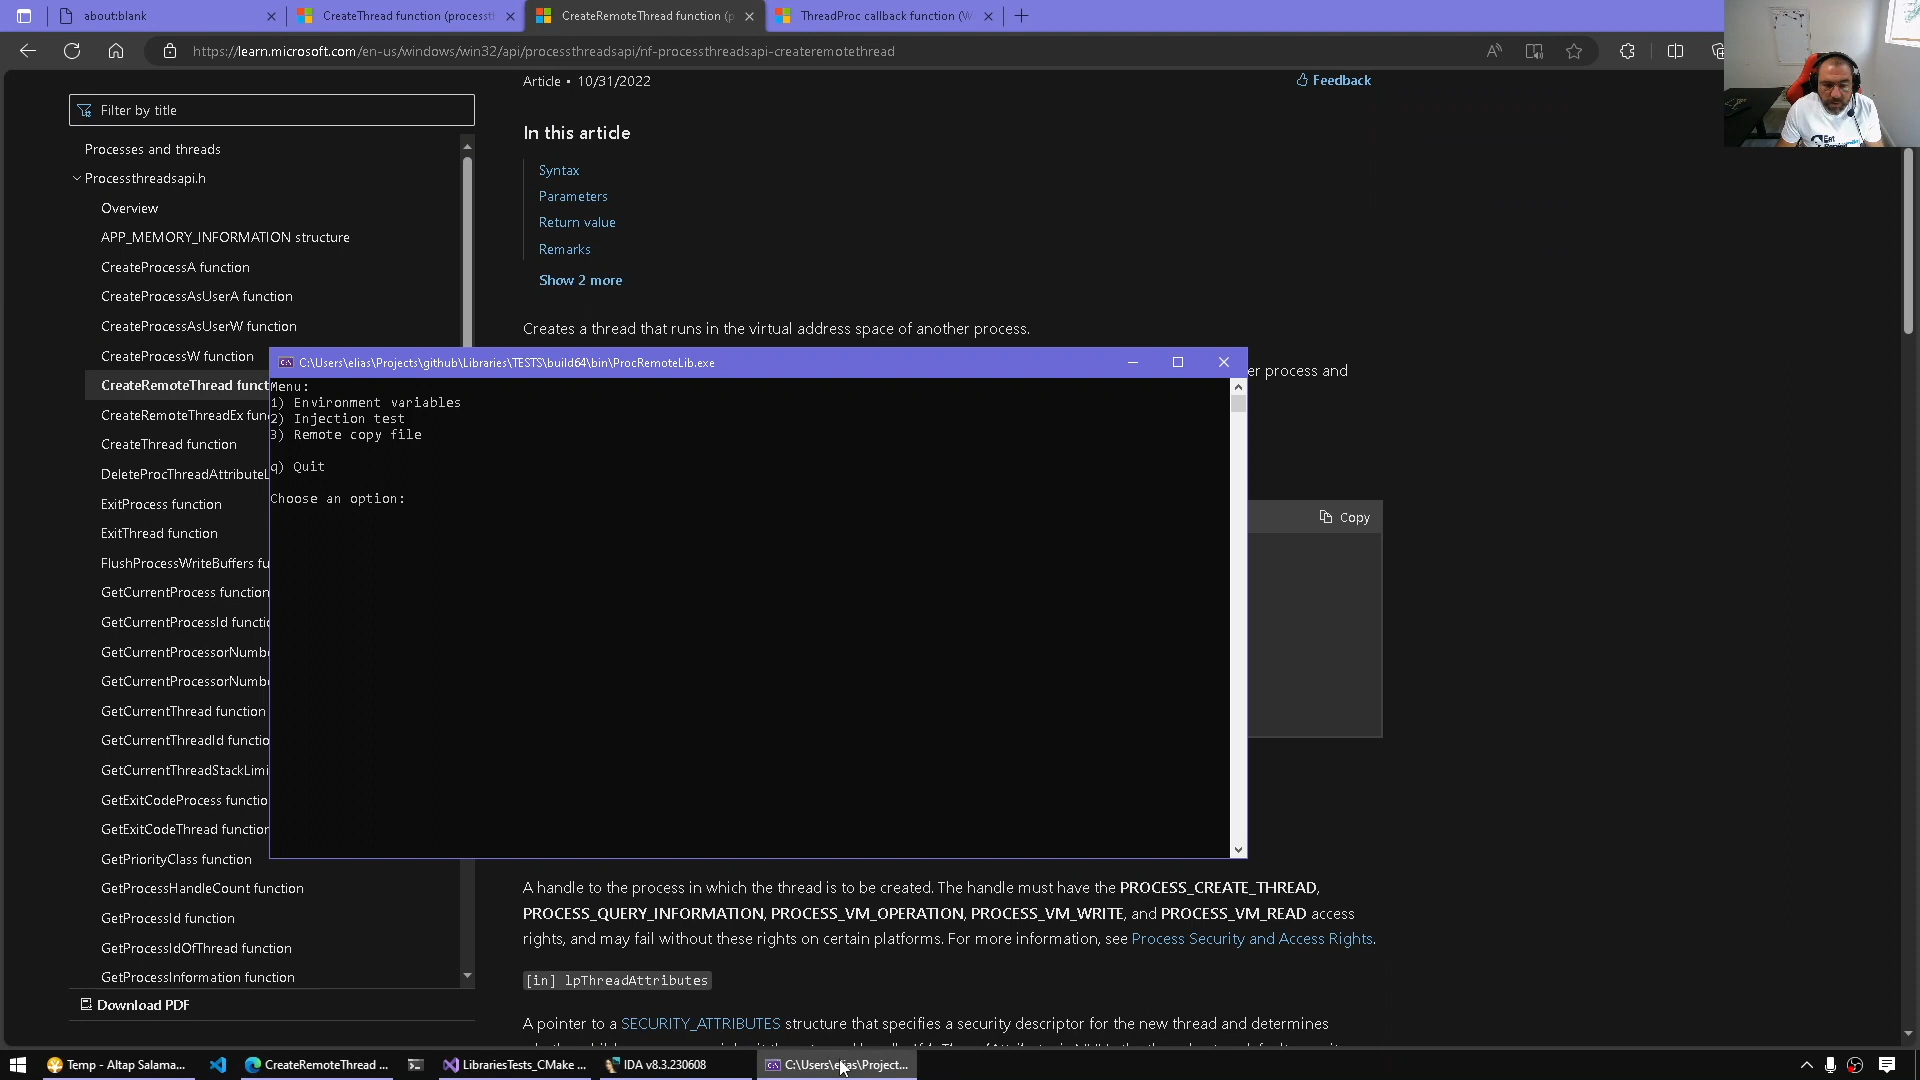 about:blank
CreateThread function (processt
CreateRemoteThread function (p
ThreadProc callback function (W
https://learn.microsoft.com/en-us/windows/win32/api/processthreadsapi/nf-processthreadsapi-createremotethread
Article • 10/31/2022
Feedback
Filter by title
Processes and threads
Processthreadsapi.h
Overview
APP_MEMORY_INFORMATION structure
CreateProcessA function
CreateProcessAsUserA function
CreateProcessAsUserW function
CreateProcessW function
CreateRemoteThread funct
CreateRemoteThreadEx fun
CreateThread function
DeleteProcThreadAttributeL
ExitProcess function
ExitThread function
FlushProcessWriteBuffers fu
GetCurrentProcess function
GetCurrentProcessId functio
GetCurrentProcessorNumbe
GetCurrentProcessorNumbe
GetCurrentThread function
GetCurrentThreadId functio
GetCurrentThreadStackLimi
GetExitCodeProcess functio
GetExitCodeThread function
GetPriorityClass function
GetProcessHandleCount function
GetProcessId function
GetProcessIdOfThread function
GetProcessInformation function
Download PDF
In this article
Syntax
Parameters
Return value
Remarks
Show 2 more
Creates a thread that runs in the virtual address space of another process.
er process and
Copy
C:\Users\elias\Projects\github\Libraries\TESTS\build64\bin\ProcRemoteLib.exe
Menu:
1) Environment variables
2) Injection test
3) Remote copy file
q) Quit
Choose an option:
A handle to the process in which the thread is to be created. The handle must have the PROCESS_CREATE_THREAD,
PROCESS_QUERY_INFORMATION, PROCESS_VM_OPERATION, PROCESS_VM_WRITE, and PROCESS_VM_READ access
rights, and may fail without these rights on certain platforms. For more information, see Process Security and Access Rights.
[in] lpThreadAttributes
A pointer to a SECURITY_ATTRIBUTES structure that specifies a security descriptor for the new thread and determines
Temp - Altap Salama...
CreateRemoteThread ...
LibrariesTests_CMake ...
IDA v8.3.230608
C:\Users\elias\Project...